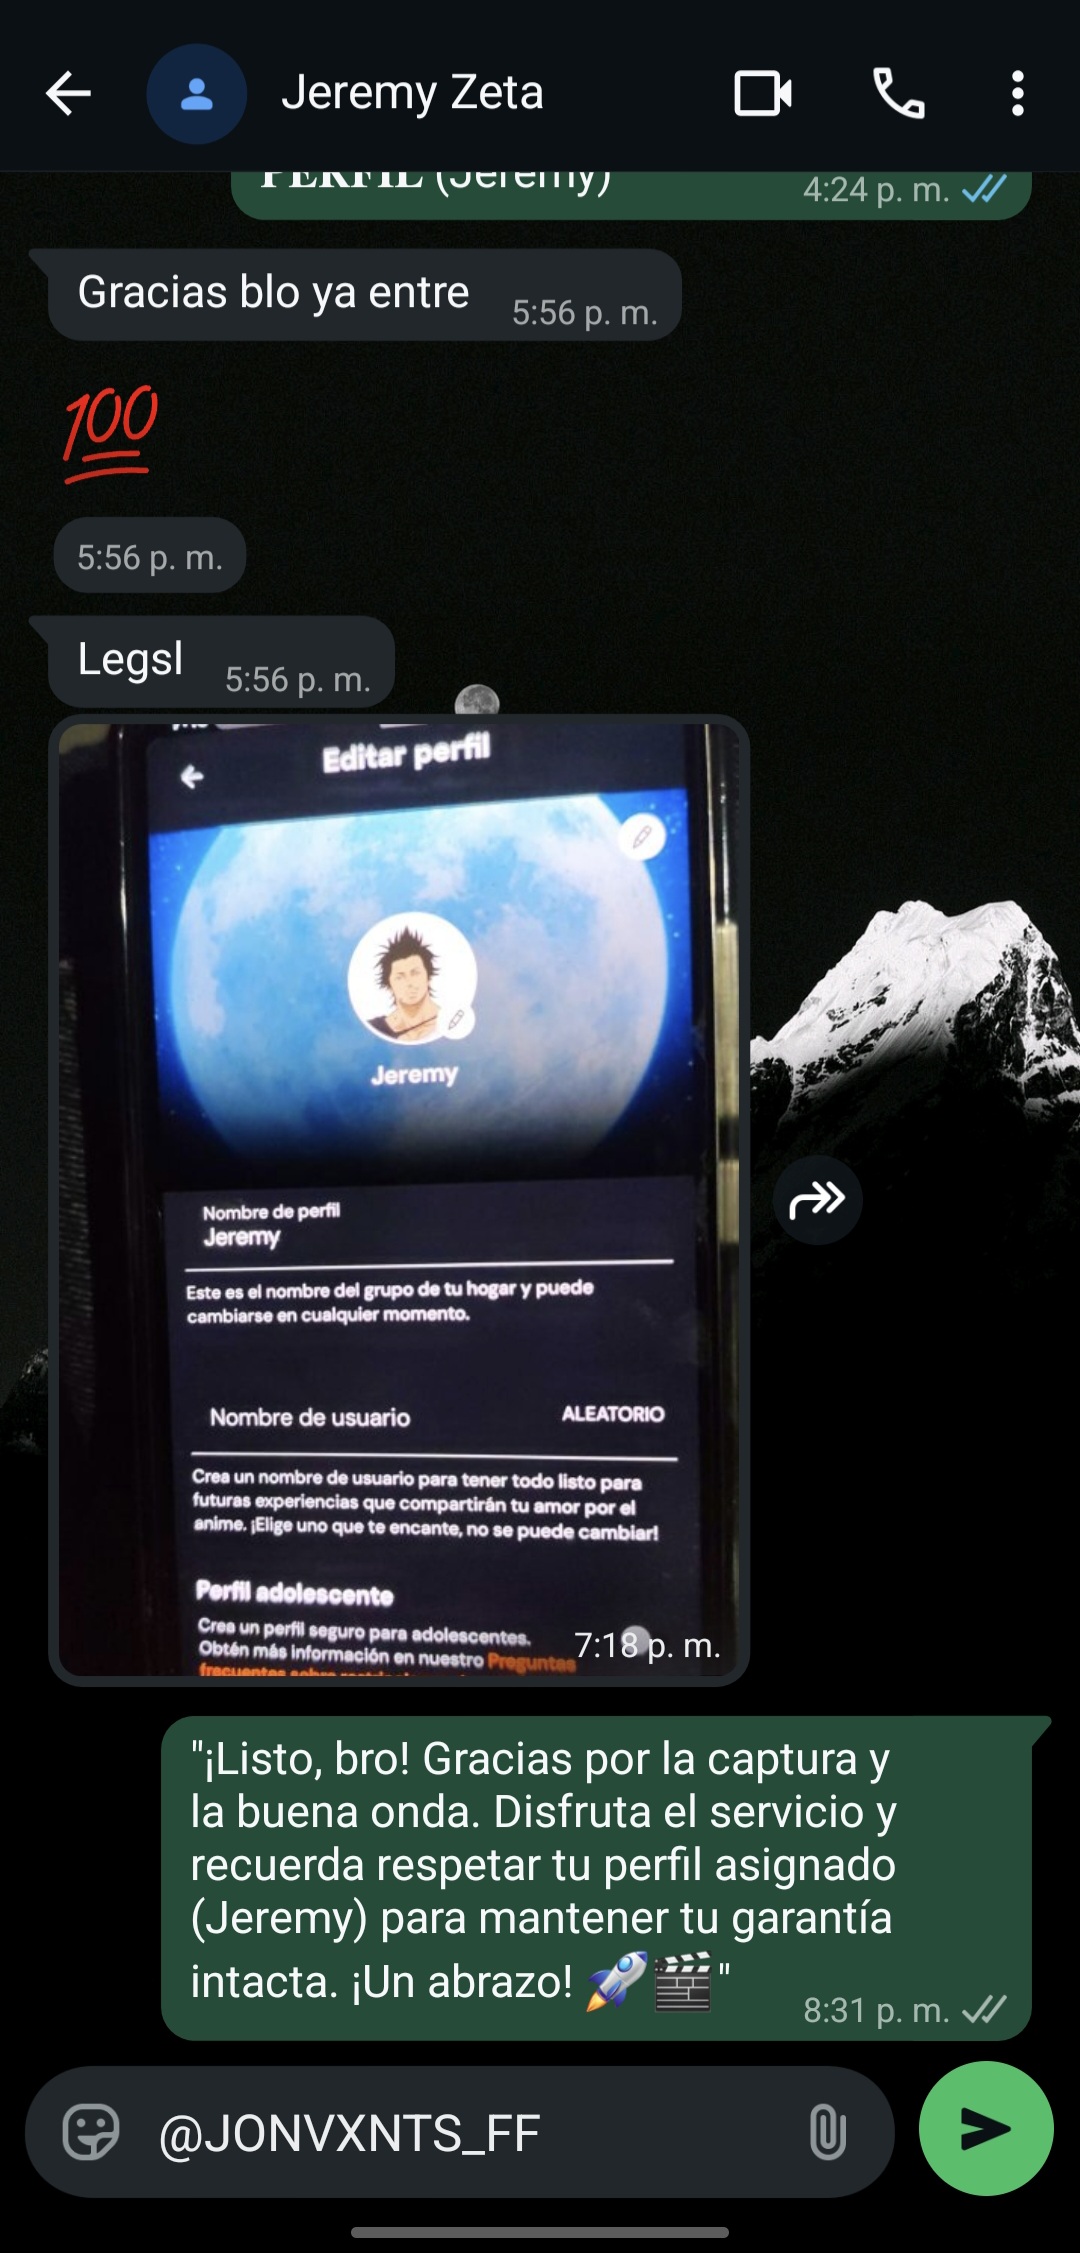 Jeremy Zeta
PERFIL (Jeremy)
4:24 p. m.
Gracias blo ya entre
5:56 p. m.
💯
5:56 p. m.
Legsl
5:56 p. m.
Editar perfil
Jeremy
Nombre de perfil
Jeremy
Este es el nombre del grupo de tu hogar y puede
cambiarse en cualquier momento.
Nombre de usuario
ALEATORIO
Crea un nombre de usuario para tener todo listo para
futuras experiencias que compartirán tu amor por el
anime. ¡Elige uno que te encante, no se puede cambiar!
Perfil adolescente
Crea un perfil seguro para adolescentes.
Obtén más información en nuestro Preguntas
frecuentes sobre
7:18 p. m.
"¡Listo, bro! Gracias por la captura y
la buena onda. Disfruta el servicio y
recuerda respetar tu perfil asignado
(Jeremy) para mantener tu garantía
intacta. ¡Un abrazo! 🚀🎬"
8:31 p. m.
@JONVXNTS_FF